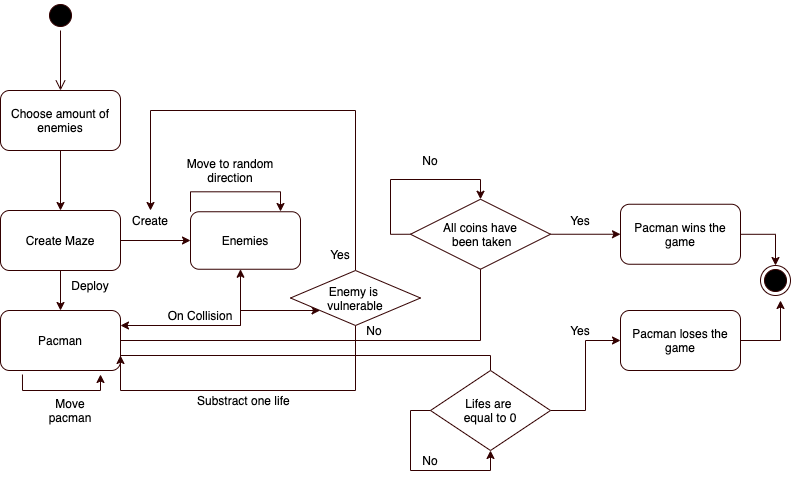 Choose amount of
enemies
Move to random
direction
No
Create
Create Maze
Enemies
All coins have
been taken
Yes
Pacman wins the
game
Yes
Deploy
Enemy is
vulnerable
On Collision
No
Pacman
Yes
Pacman loses the
game
Move
pacman
Substract one life
Lifes are
equal to 0
No